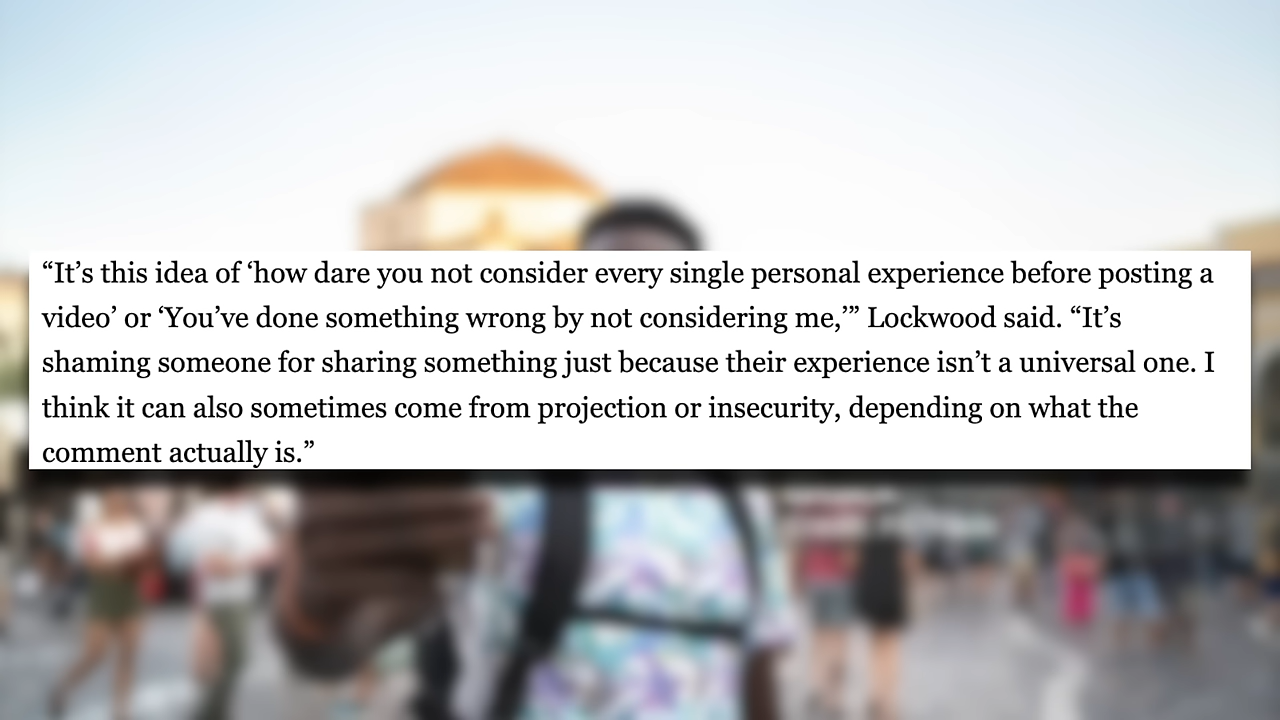 “It’s this idea of ‘how dare you not consider every single personal experience before posting a
video’ or ‘You’ve done something wrong by not considering me,’” Lockwood said. “It’s
shaming someone for sharing something just because their experience isn’t a universal one. I
think it can also sometimes come from projection or insecurity, depending on what the
comment actually is.”